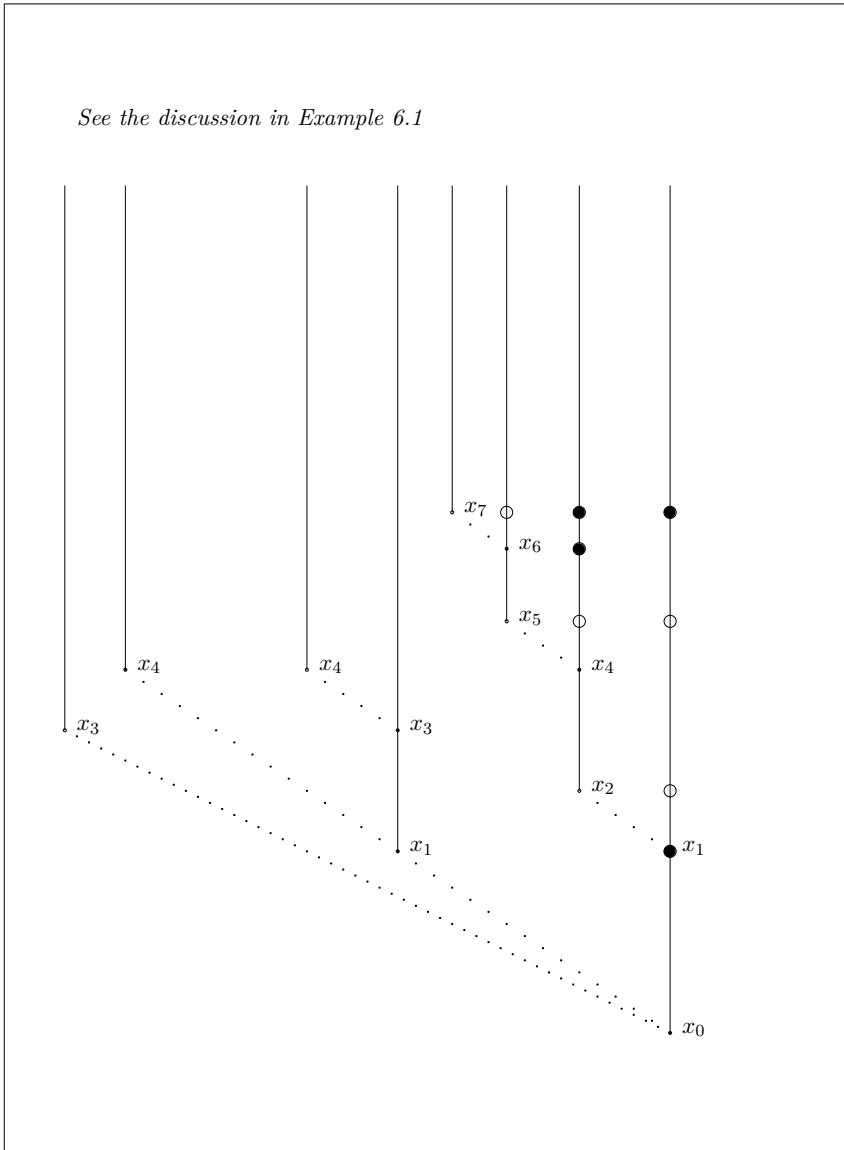 See the discussion in Example 6.1
x₇
x₆
x₅
x₄ x₄ x₄
x₃ x₃
x₂
x₁ x₁
x₀